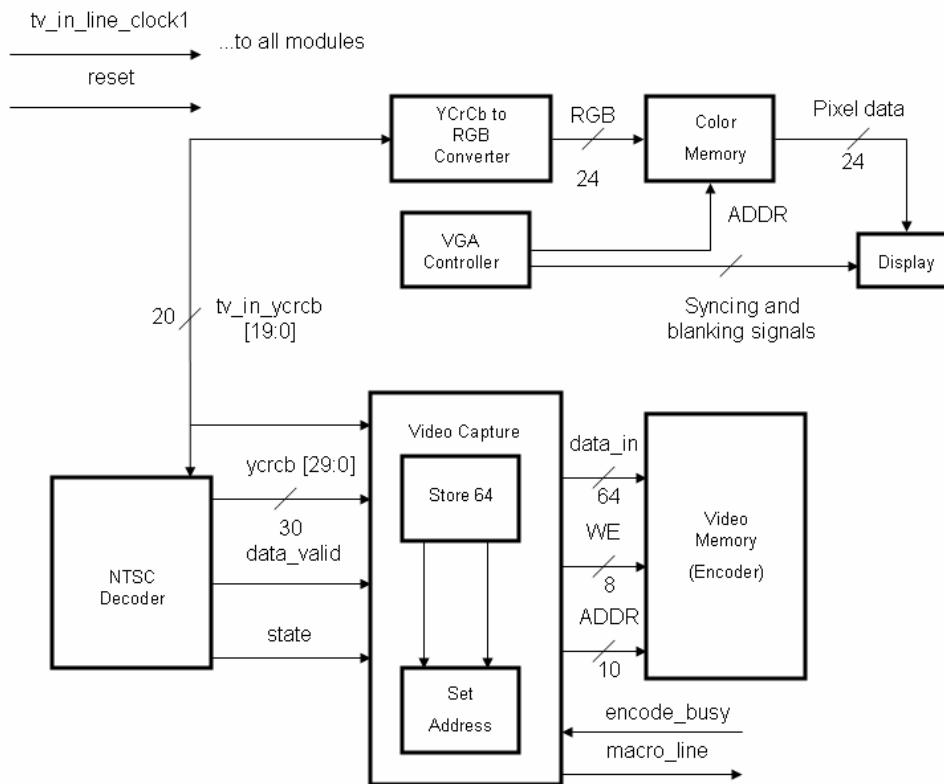 tv_in_line_clock1
...to all modules
reset
YCrCb to
RGB
Converter
RGB
24
Color
Memory
Pixel data
24
ADDR
VGA
Controller
Display
Syncing and
blanking signals
20
tv_in_ycrcb
[19:0]
Video Capture
ycrcb [29:0]
30
data_valid
state
NTSC
Decoder
Store 64
Set
Address
data_in
64
WE
8
ADDR
10
Video
Memory
(Encoder)
encode_busy
macro_line